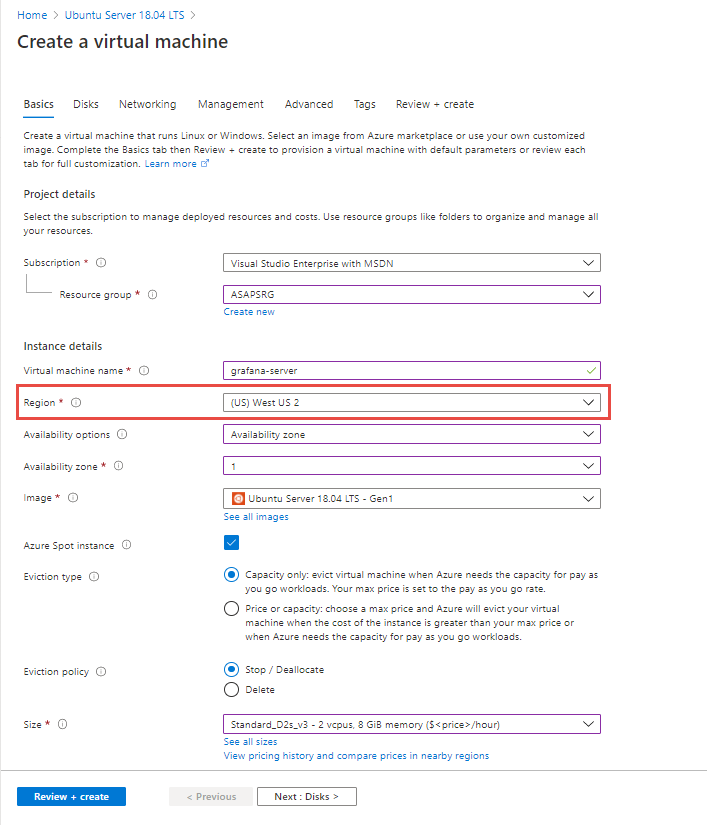 Home > Ubuntu Server 18.04 LTS >
Create a virtual machine
Basics Disks Networking Management Advanced Tags Review + create
Create a virtual machine that runs Linux or Windows. Select an image from Azure marketplace or use your own customized
image. Complete the Basics tab then Review + create to provision a virtual machine with default parameters or review each
tab for full customization. Learn more
Project details
Select the subscription to manage deployed resources and costs. Use resource groups like folders to organize and manage all
your resources.
Subscription * Visual Studio Enterprise with MSDN
Resource group * ASAPSRG
Create new
Instance details
Virtual machine name * grafana-server
Region * (US) West US 2
Availability options Availability zone
Availability zone * 1
Image * Ubuntu Server 18.04 LTS - Gen1
See all images
Azure Spot instance
Eviction type Capacity only: evict virtual machine when Azure needs the capacity for pay as
you go workloads. Your max price is set to the pay as you go rate.
Price or capacity: choose a max price and Azure will evict your virtual
machine when the cost of the instance is greater than your max price or
when Azure needs the capacity for pay as you go workloads.
Eviction policy Stop / Deallocate
Delete
Size * Standard_D2s_v3 - 2 vcpus, 8 GiB memory ($<price>/hour)
See all sizes
View pricing history and compare prices in nearby regions
Review + create < Previous Next : Disks >